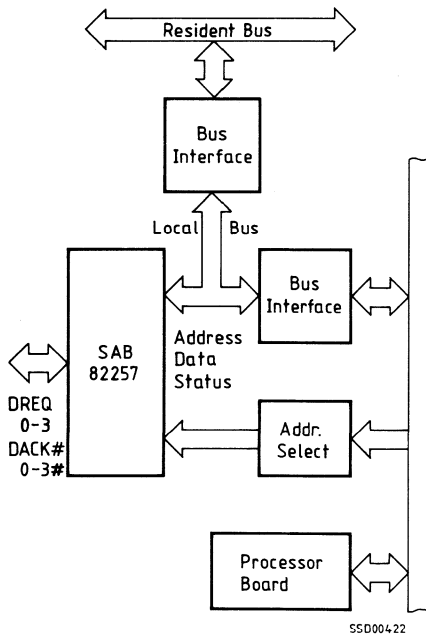 Resident Bus
Bus
Interface
Local Bus
Bus
Interface
SAB
82257
Address
Data
Status
DREQ
0-3
DACK#
0-3#
Addr.
Select
Processor
Board
SSD00422